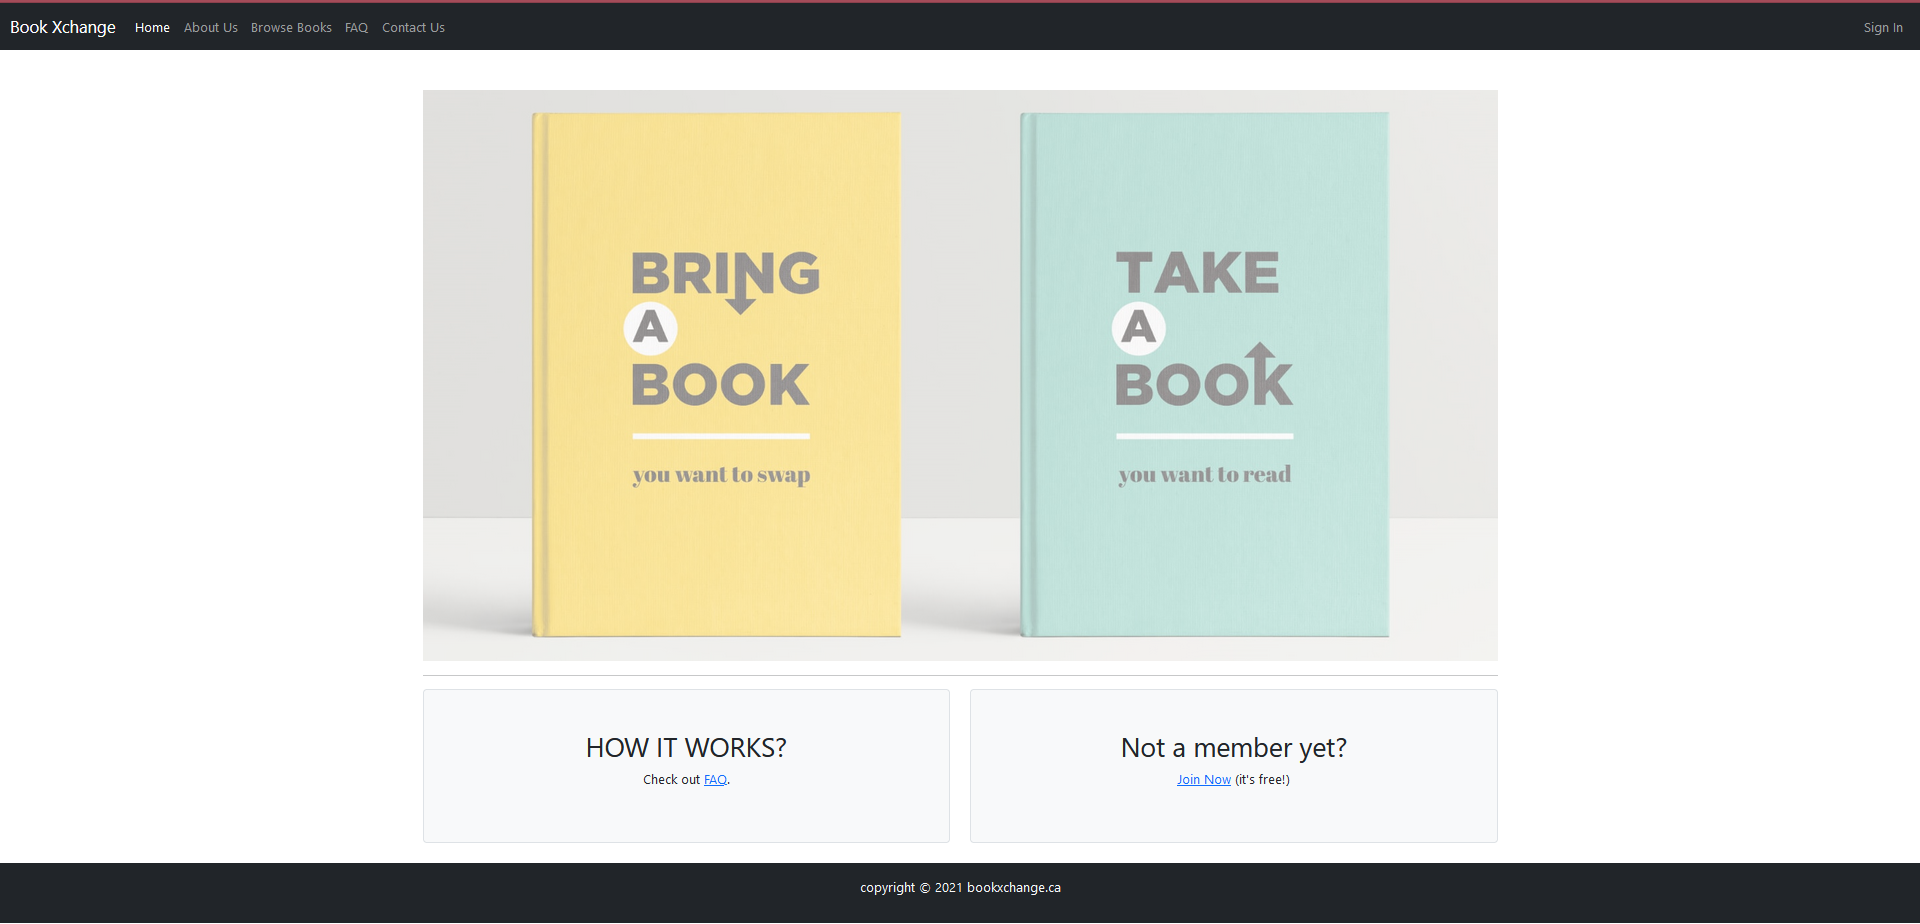 Book Xchange Home About Us Browse Books FAQ Contact Us Sign In
BRING
A
BOOK
you want to swap
TAKE
A
BOOK
you want to read
HOW IT WORKS?
Check out FAQ.
Not a member yet?
Join Now (it's free!)
copyright © 2021 bookxchange.ca